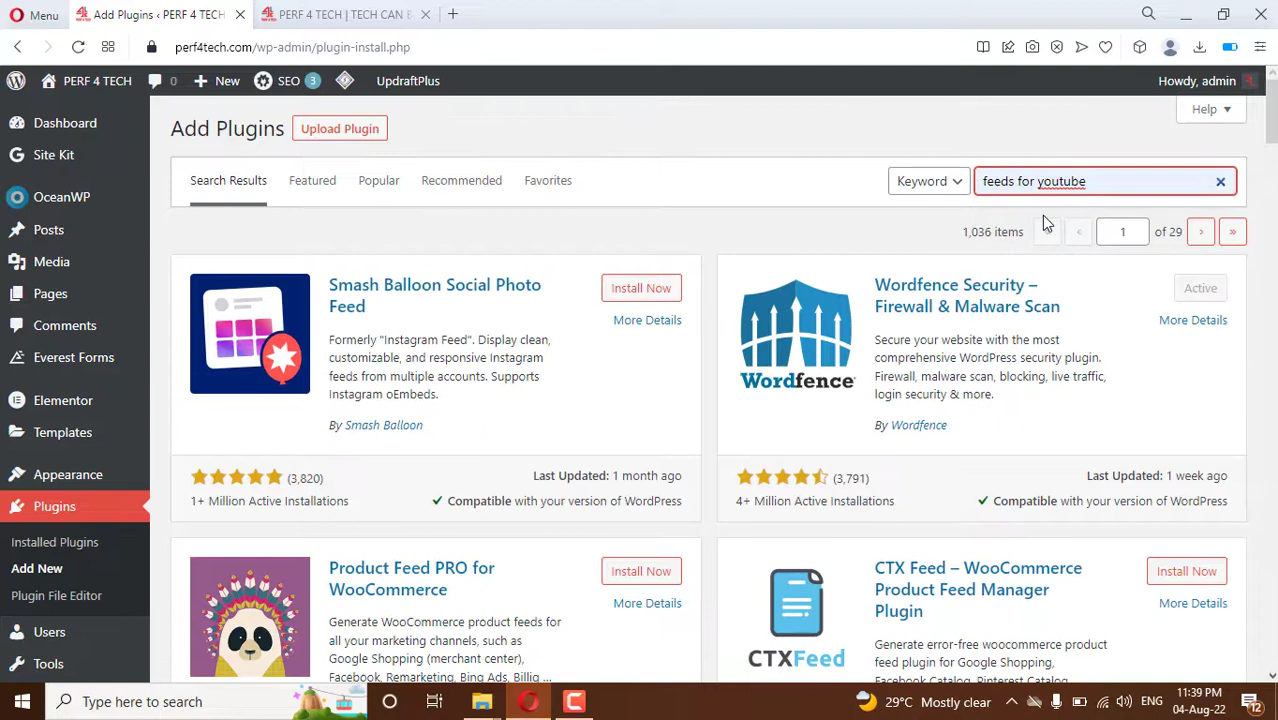 Menu
Add Plugins ‹ PERF 4 TECH
PERF 4 TECH | TECH CAN B
perf4tech.com/wp-admin/plugin-install.php
PERF 4 TECH
0
New
SEO
3
UpdraftPlus
Howdy, admin
Dashboard
Site Kit
OceanWP
Posts
Media
Pages
Comments
Everest Forms
Elementor
Templates
Appearance
Plugins
Installed Plugins
Add New
Plugin File Editor
Users
Tools
Help
Add Plugins
Upload Plugin
Search Results
Featured
Popular
Recommended
Favorites
Keyword
feeds for youtube
1,036 items
«
‹
1
of 29
›
»
Smash Balloon Social Photo
Feed
Install Now
More Details
Formerly "Instagram Feed". Display clean,
customizable, and responsive Instagram
feeds from multiple accounts. Supports
Instagram oEmbeds.
By Smash Balloon
(3,820)
1+ Million Active Installations
Last Updated: 1 month ago
Compatible with your version of WordPress
Wordfence
Wordfence Security –
Firewall & Malware Scan
Active
More Details
Secure your website with the most
comprehensive WordPress security plugin.
Firewall, malware scan, blocking, live traffic,
login security & more.
By Wordfence
(3,791)
4+ Million Active Installations
Last Updated: 1 week ago
Compatible with your version of WordPress
Product Feed PRO for
WooCommerce
Install Now
More Details
Generate WooCommerce product feeds for
all your marketing channels, such as
Google Shopping (merchant center),
Facebook, Remarketing, Bing Ads, Billig ...
CTXFeed
CTX Feed – WooCommerce
Product Feed Manager
Plugin
Install Now
More Details
Generate error-free woocommerce product
feed plugin for Google Shopping,
Facebook Catalog, Pinterest Catalog,
Type here to search
29°C Mostly clear
ENG
11:39 PM
04-Aug-22
12